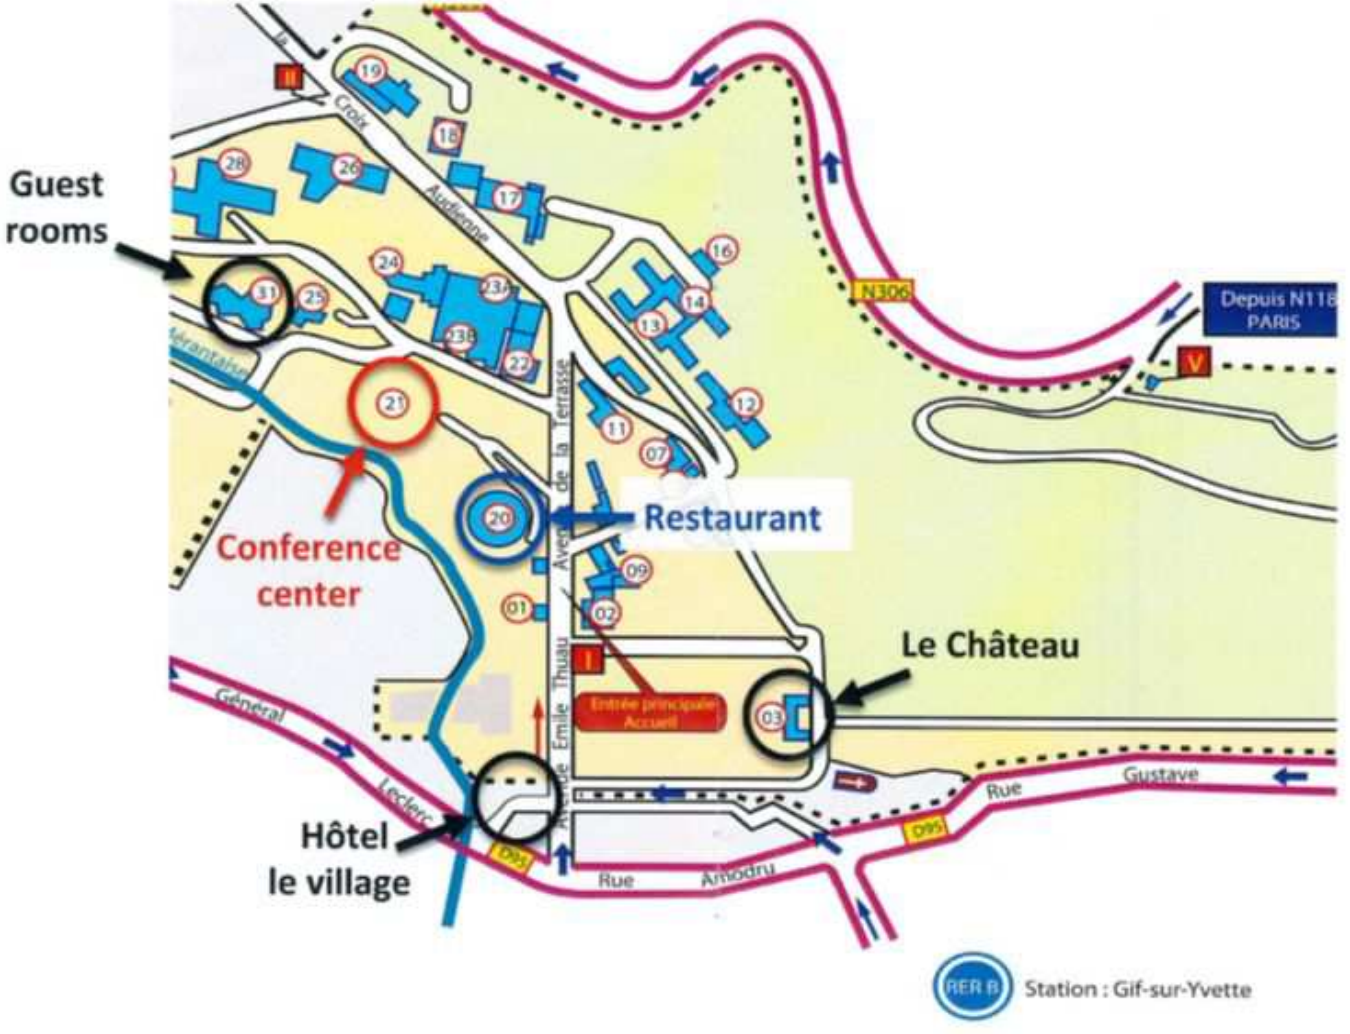 la
Croix
Audienne
II
19
18
17
28
26
Guest
rooms
31
25
24
23A
23B
22
16
14
13
12
11
07
N306
Depuis N118
PARIS
V
Mérantaise
21
Avenue de la Terrasse
20
Restaurant
Conference
center
09
01
02
I
Entrée principale
Accueil
Le Château
03
Avenue Emile Thuau
Général
Leclerc
Hôtel
le village
D95
Rue Amodru
D95
Rue Gustave
RER B
Station : Gif-sur-Yvette